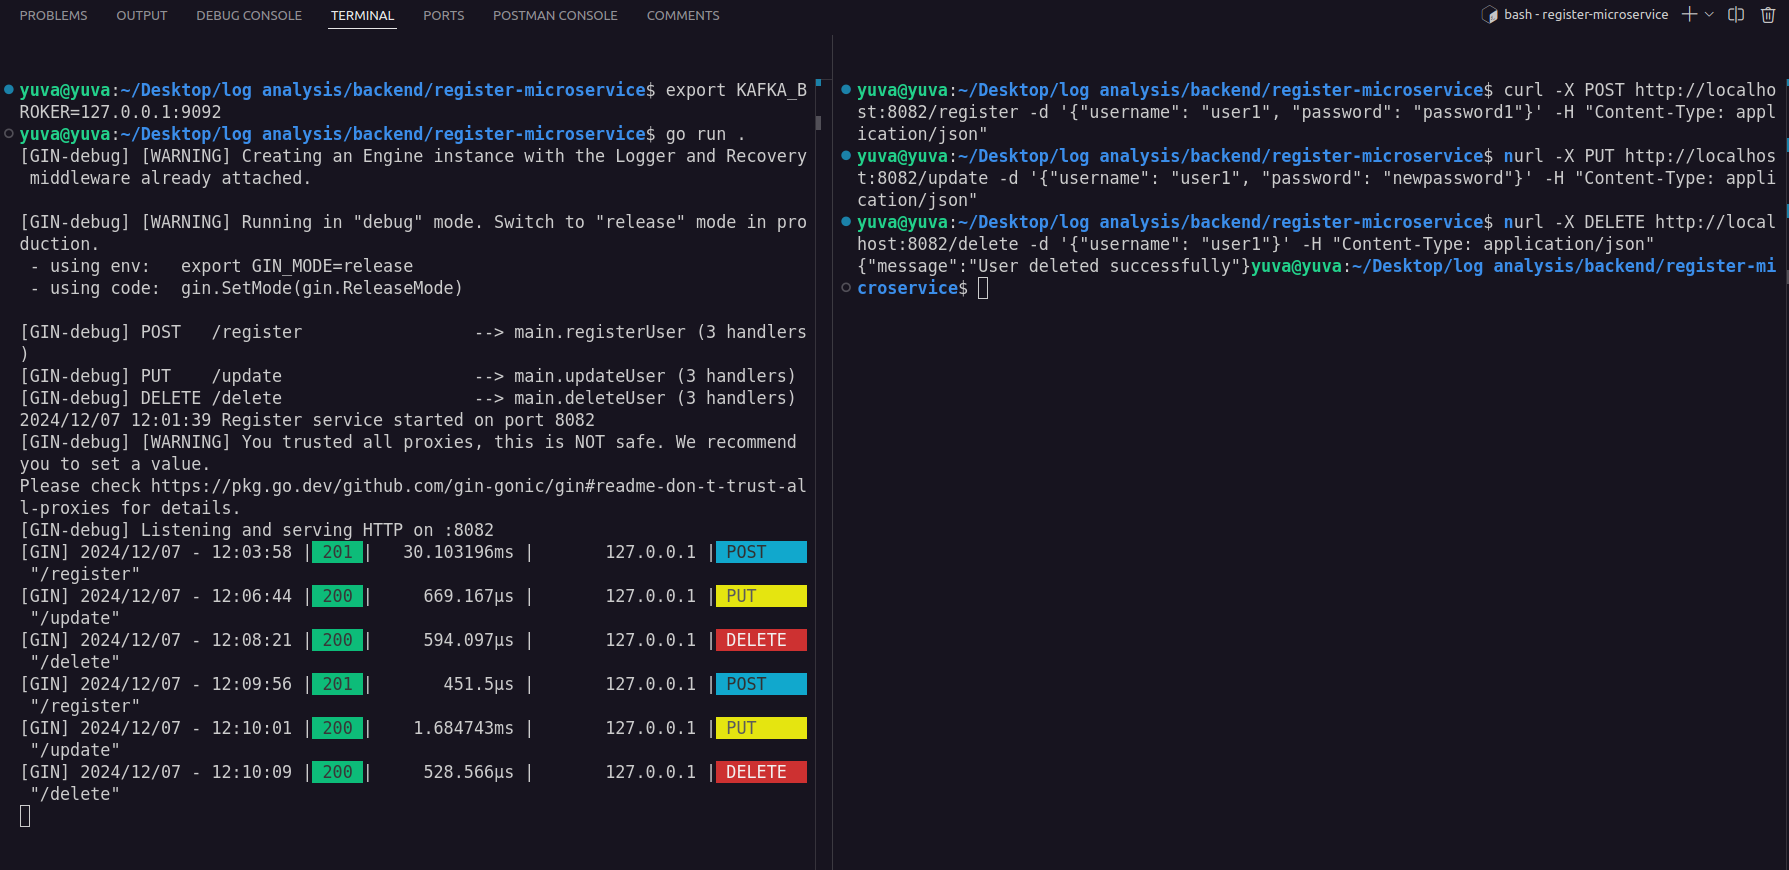 PROBLEMS OUTPUT DEBUG CONSOLE TERMINAL PORTS POSTMAN CONSOLE COMMENTS
bash - register-microservice
yuva@yuva:~/Desktop/log analysis/backend/register-microservice$ export KAFKA_B
ROKER=127.0.0.1:9092
yuva@yuva:~/Desktop/log analysis/backend/register-microservice$ go run .
[GIN-debug] [WARNING] Creating an Engine instance with the Logger and Recovery
 middleware already attached.
[GIN-debug] [WARNING] Running in "debug" mode. Switch to "release" mode in pro
duction.
 - using env:   export GIN_MODE=release
 - using code:  gin.SetMode(gin.ReleaseMode)
[GIN-debug] POST   /register                 --> main.registerUser (3 handlers
)
[GIN-debug] PUT    /update                   --> main.updateUser (3 handlers)
[GIN-debug] DELETE /delete                   --> main.deleteUser (3 handlers)
2024/12/07 12:01:39 Register service started on port 8082
[GIN-debug] [WARNING] You trusted all proxies, this is NOT safe. We recommend
you to set a value.
Please check https://pkg.go.dev/github.com/gin-gonic/gin#readme-don-t-trust-al
l-proxies for details.
[GIN-debug] Listening and serving HTTP on :8082
[GIN] 2024/12/07 - 12:03:58 | 201 |   30.103196ms |       127.0.0.1 | POST
 "/register"
[GIN] 2024/12/07 - 12:06:44 | 200 |     669.167µs |       127.0.0.1 | PUT
 "/update"
[GIN] 2024/12/07 - 12:08:21 | 200 |     594.097µs |       127.0.0.1 | DELETE
 "/delete"
[GIN] 2024/12/07 - 12:09:56 | 201 |       451.5µs |       127.0.0.1 | POST
 "/register"
[GIN] 2024/12/07 - 12:10:01 | 200 |    1.684743ms |       127.0.0.1 | PUT
 "/update"
[GIN] 2024/12/07 - 12:10:09 | 200 |     528.566µs |       127.0.0.1 | DELETE
 "/delete"
yuva@yuva:~/Desktop/log analysis/backend/register-microservice$ curl -X POST http://localho
st:8082/register -d '{"username": "user1", "password": "password1"}' -H "Content-Type: appl
ication/json"
yuva@yuva:~/Desktop/log analysis/backend/register-microservice$ nurl -X PUT http://localhos
t:8082/update -d '{"username": "user1", "password": "newpassword"}' -H "Content-Type: appli
cation/json"
yuva@yuva:~/Desktop/log analysis/backend/register-microservice$ nurl -X DELETE http://local
host:8082/delete -d '{"username": "user1"}' -H "Content-Type: application/json"
{"message":"User deleted successfully"}yuva@yuva:~/Desktop/log analysis/backend/register-mi
croservice$